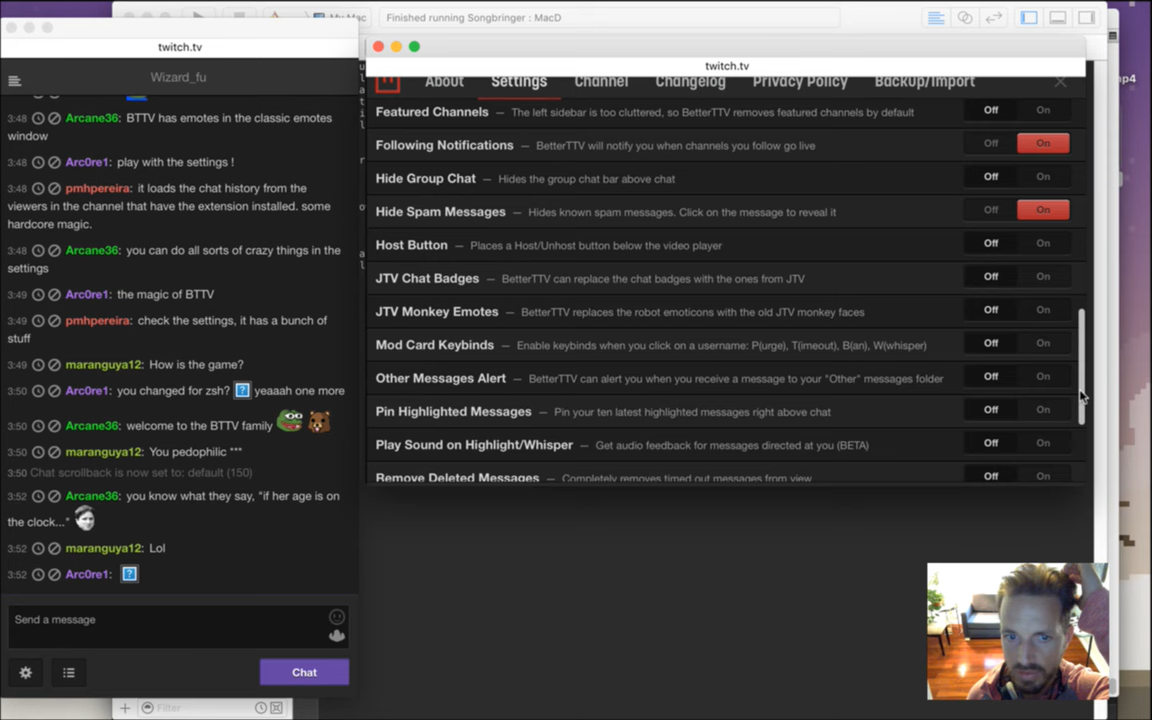 My Mac
Finished running Songbringer : MacD
twitch.tv
Wizard_fu
3:48 Arcane36: BTTV has emotes in the classic emotes
window
3:48 Arc0re1: play with the settings !
3:48 pmhpereira: it loads the chat history from the
viewers in the channel that have the extension installed. some
hardcore magic.
3:48 Arcane36: you can do all sorts of crazy things in the
settings
3:49 Arc0re1: the magic of BTTV
3:49 pmhpereira: check the settings, it has a bunch of
stuff
3:49 maranguya12: How is the game?
3:50 Arc0re1: you changed for zsh? yeaaah one more
3:50 Arcane36: welcome to the BTTV family
3:50 maranguya12: You pedophilic ***
3:50 Chat scrollback is now set to: default (150)
3:52 Arcane36: you know what they say, "if her age is on
the clock..."
3:52 maranguya12: Lol
3:52 Arc0re1:
Send a message
Chat
twitch.tv
About Settings Channel Changelog Privacy Policy Backup/Import
Featured Channels — The left sidebar is too cluttered, so BetterTTV removes featured channels by default Off On
Following Notifications — BetterTTV will notify you when channels you follow go live Off On
Hide Group Chat — Hides the group chat bar above chat Off On
Hide Spam Messages — Hides known spam messages. Click on the message to reveal it Off On
Host Button — Places a Host/Unhost button below the video player Off On
JTV Chat Badges — BetterTTV can replace the chat badges with the ones from JTV Off On
JTV Monkey Emotes — BetterTTV replaces the robot emoticons with the old JTV monkey faces Off On
Mod Card Keybinds — Enable keybinds when you click on a username: P(urge), T(imeout), B(an), W(whisper) Off On
Other Messages Alert — BetterTTV can alert you when you receive a message to your "Other" messages folder Off On
Pin Highlighted Messages — Pin your ten latest highlighted messages right above chat Off On
Play Sound on Highlight/Whisper — Get audio feedback for messages directed at you (BETA) Off On
Remove Deleted Messages — Completely removes timed out messages from view Off On
mp4
Filter